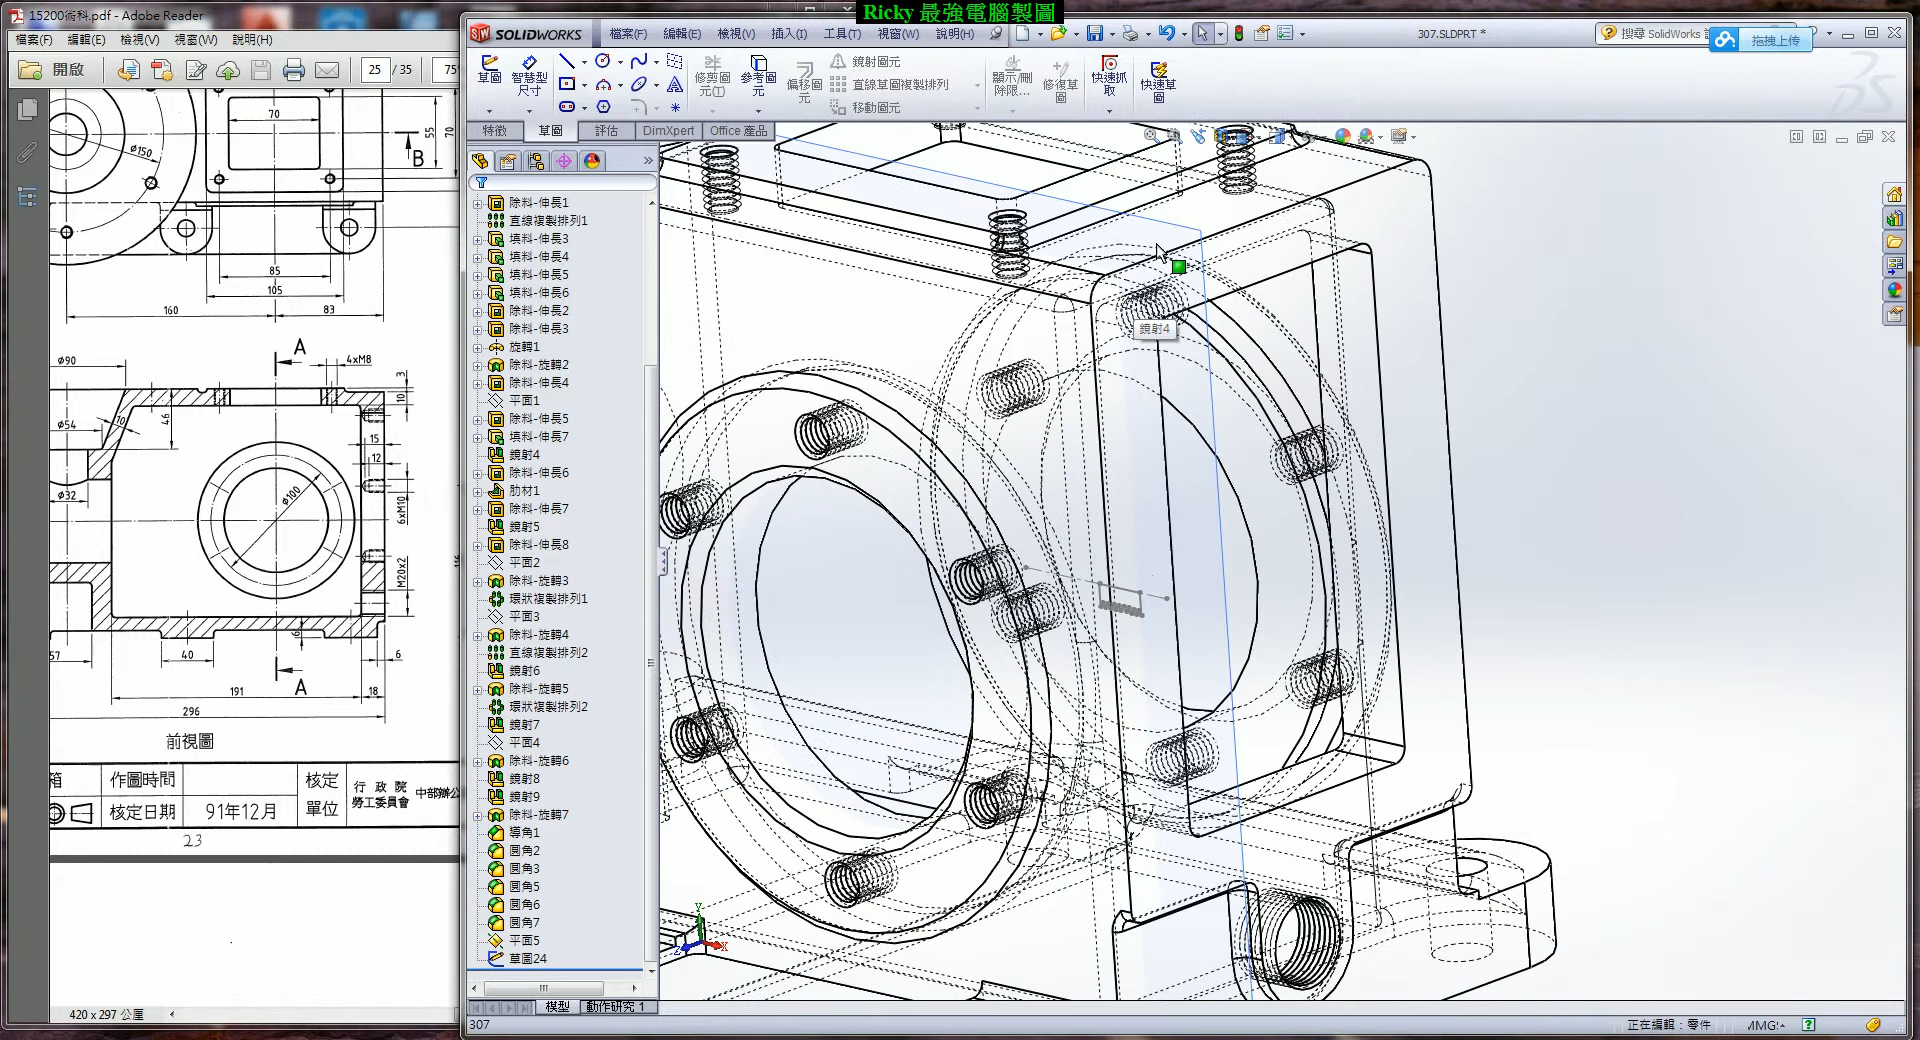 Ricky 最強電腦製圖
15200術科.pdf - Adobe Reader
檔案(F) 編輯(E) 檢視(V) 視窗(W) 說明(H)
開啟 25 / 35 75%
SOLIDWORKS 檔案(F) 編輯(E) 檢視(V) 插入(I) 工具(T) 視窗(W) 說明(H) 307.SLDPRT * 搜尋 SolidWorks 拖拽上传
草圖 智慧型尺寸 修剪圖元(T) 參考圖元 偏移圖元 鏡射圖元 直線草圖複製排列 移動圖元 顯示/刪除限... 修復草圖 快速抓取 快速草圖
特徵 草圖 評估 DimXpert Office 產品
除料-伸長1
直線複製排列1
填料-伸長3
填料-伸長4
填料-伸長5
填料-伸長6
除料-伸長2
除料-伸長3
旋轉1
除料-旋轉2
除料-伸長4
平面1
除料-伸長5
填料-伸長7
鏡射4
除料-伸長6
肋材1
除料-伸長7
鏡射5
除料-伸長8
平面2
除料-旋轉3
環狀複製排列1
平面3
除料-旋轉4
直線複製排列2
鏡射6
除料-旋轉5
環狀複製排列2
鏡射7
平面4
除料-旋轉6
鏡射8
鏡射9
除料-旋轉7
導角1
圓角2
圓角3
圓角5
圓角6
圓角7
平面5
草圖24
模型 動作研究 1
307
正在編輯：零件
鏡射4
Y
X
Z
70
55
70
B
ϕ150
85
105
160 83
A
ϕ90
4xM8
3
10
46
10
ϕ54
15
12
ϕ100
ϕ32
6xM10
M20x2
6
57
40
6
A
191
18
296
前視圖
箱 作圖時間 核定單位 行政院勞工委員會 中部辦公
核定日期 91年12月
23
420 x 297 公厘